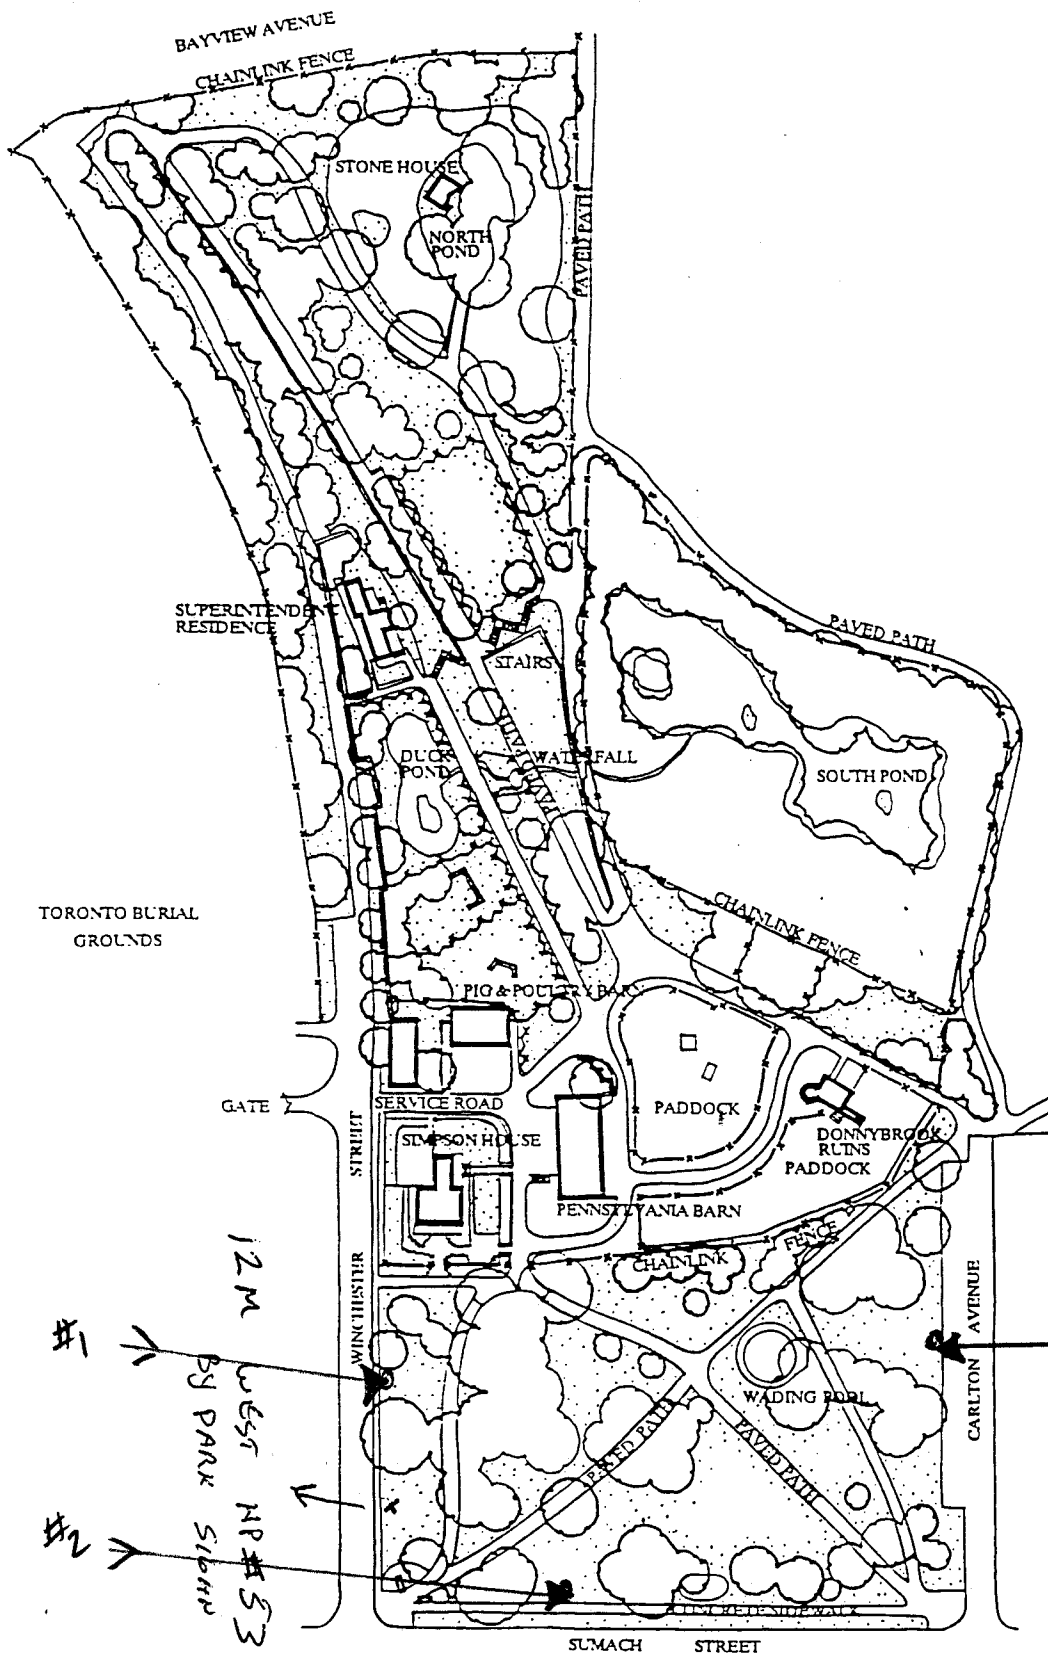 BAYVIEW AVENUE
CHAINLINK FENCE
STONE HOUSE
NORTH
POND
PAVED PATH
SUPERINTENDENT
RESIDENCE
PAVED PATH
STAIRS
DUCK
POND
PAVED PATH
WATERFALL
SOUTH POND
TORONTO BURIAL
GROUNDS
CHAINLINK FENCE
PIG & POULTRY BARN
GATE
SERVICE ROAD
PADDOCK
SIMPSON HOUSE
DONNYBROOK
RUINS
PADDOCK
PENNSYLVANIA BARN
CHAINLINK FENCE
WINCHESTER STREET
CARLTON AVENUE
WADING POOL
PAVED PATH
PAVED PATH
#1
#2
12M WEST HP#53
By PARK SIGN
CONCRETE SIDEWALK
SUMACH STREET